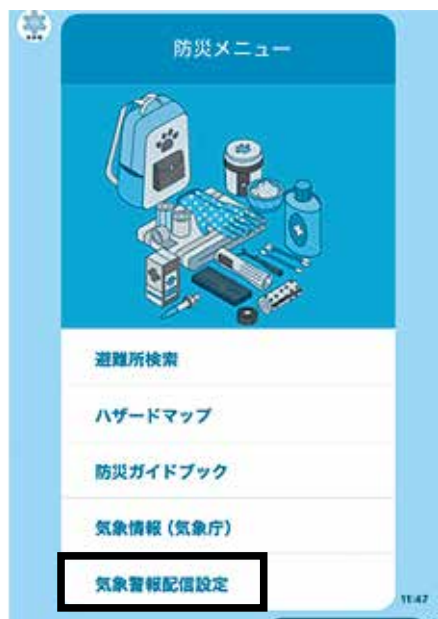 防災メニュー
避難所検索
ハザードマップ
防災ガイドブック
気象情報（気象庁）
気象警報配信設定
11:47